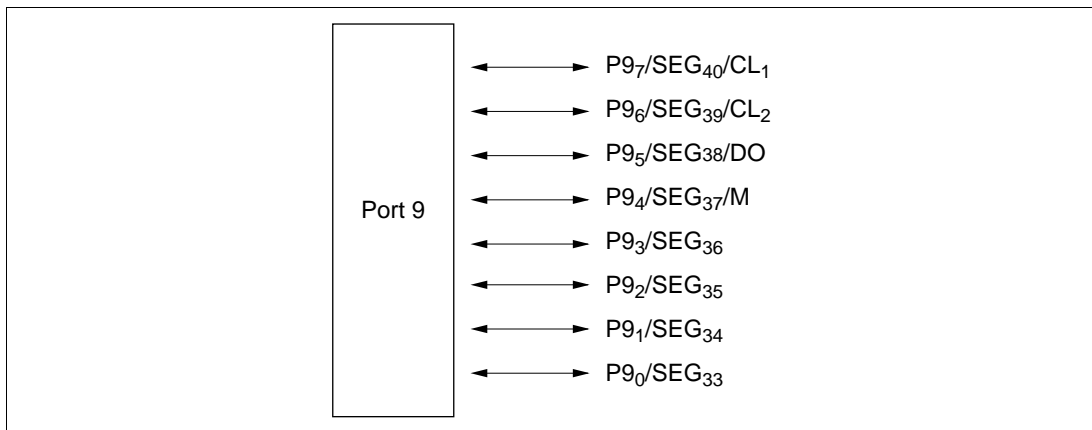 Port 9
P9₇/SEG₄₀/CL₁
P9₆/SEG₃₉/CL₂
P9₅/SEG38/DO
P9₄/SEG₃₇/M
P9₃/SEG₃₆
P9₂/SEG₃₅
P9₁/SEG₃₄
P9₀/SEG₃₃